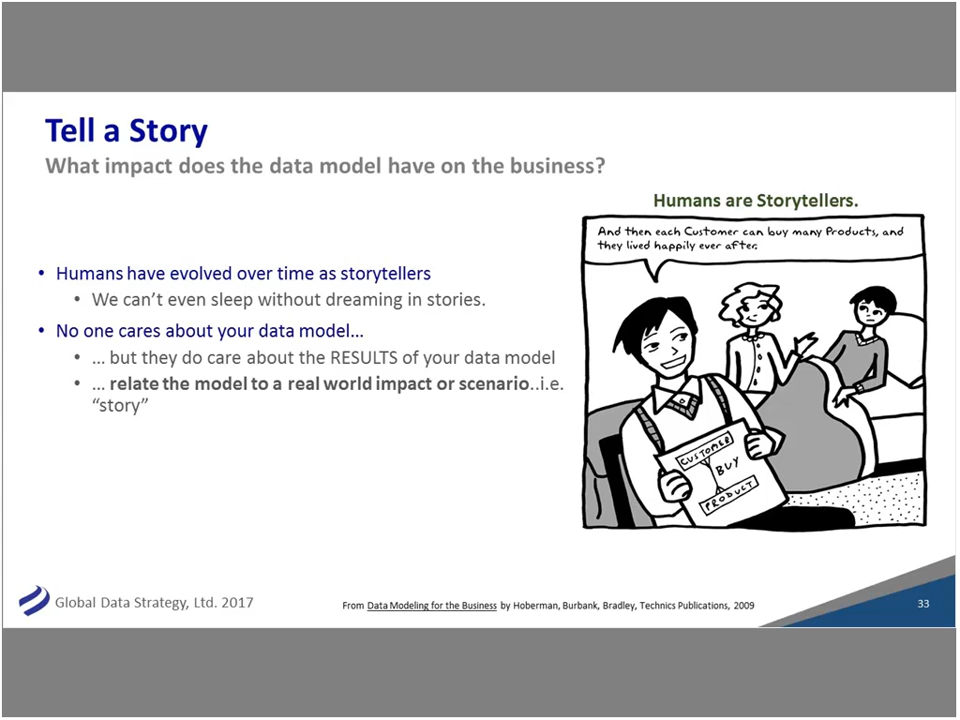 Tell a Story
What impact does the data model have on the business?
Humans are Storytellers.
And then each Customer can buy many Products, and
they lived happily ever after.
• Humans have evolved over time as storytellers
• We can't even sleep without dreaming in stories.
• No one cares about your data model…
• … but they do care about the RESULTS of your data model
• … relate the model to a real world impact or scenario..i.e.
“story”
CUSTOMER
BUY
PRODUCT
Global Data Strategy, Ltd. 2017
From Data Modeling for the Business by Hoberman, Burbank, Bradley, Technics Publications, 2009
33